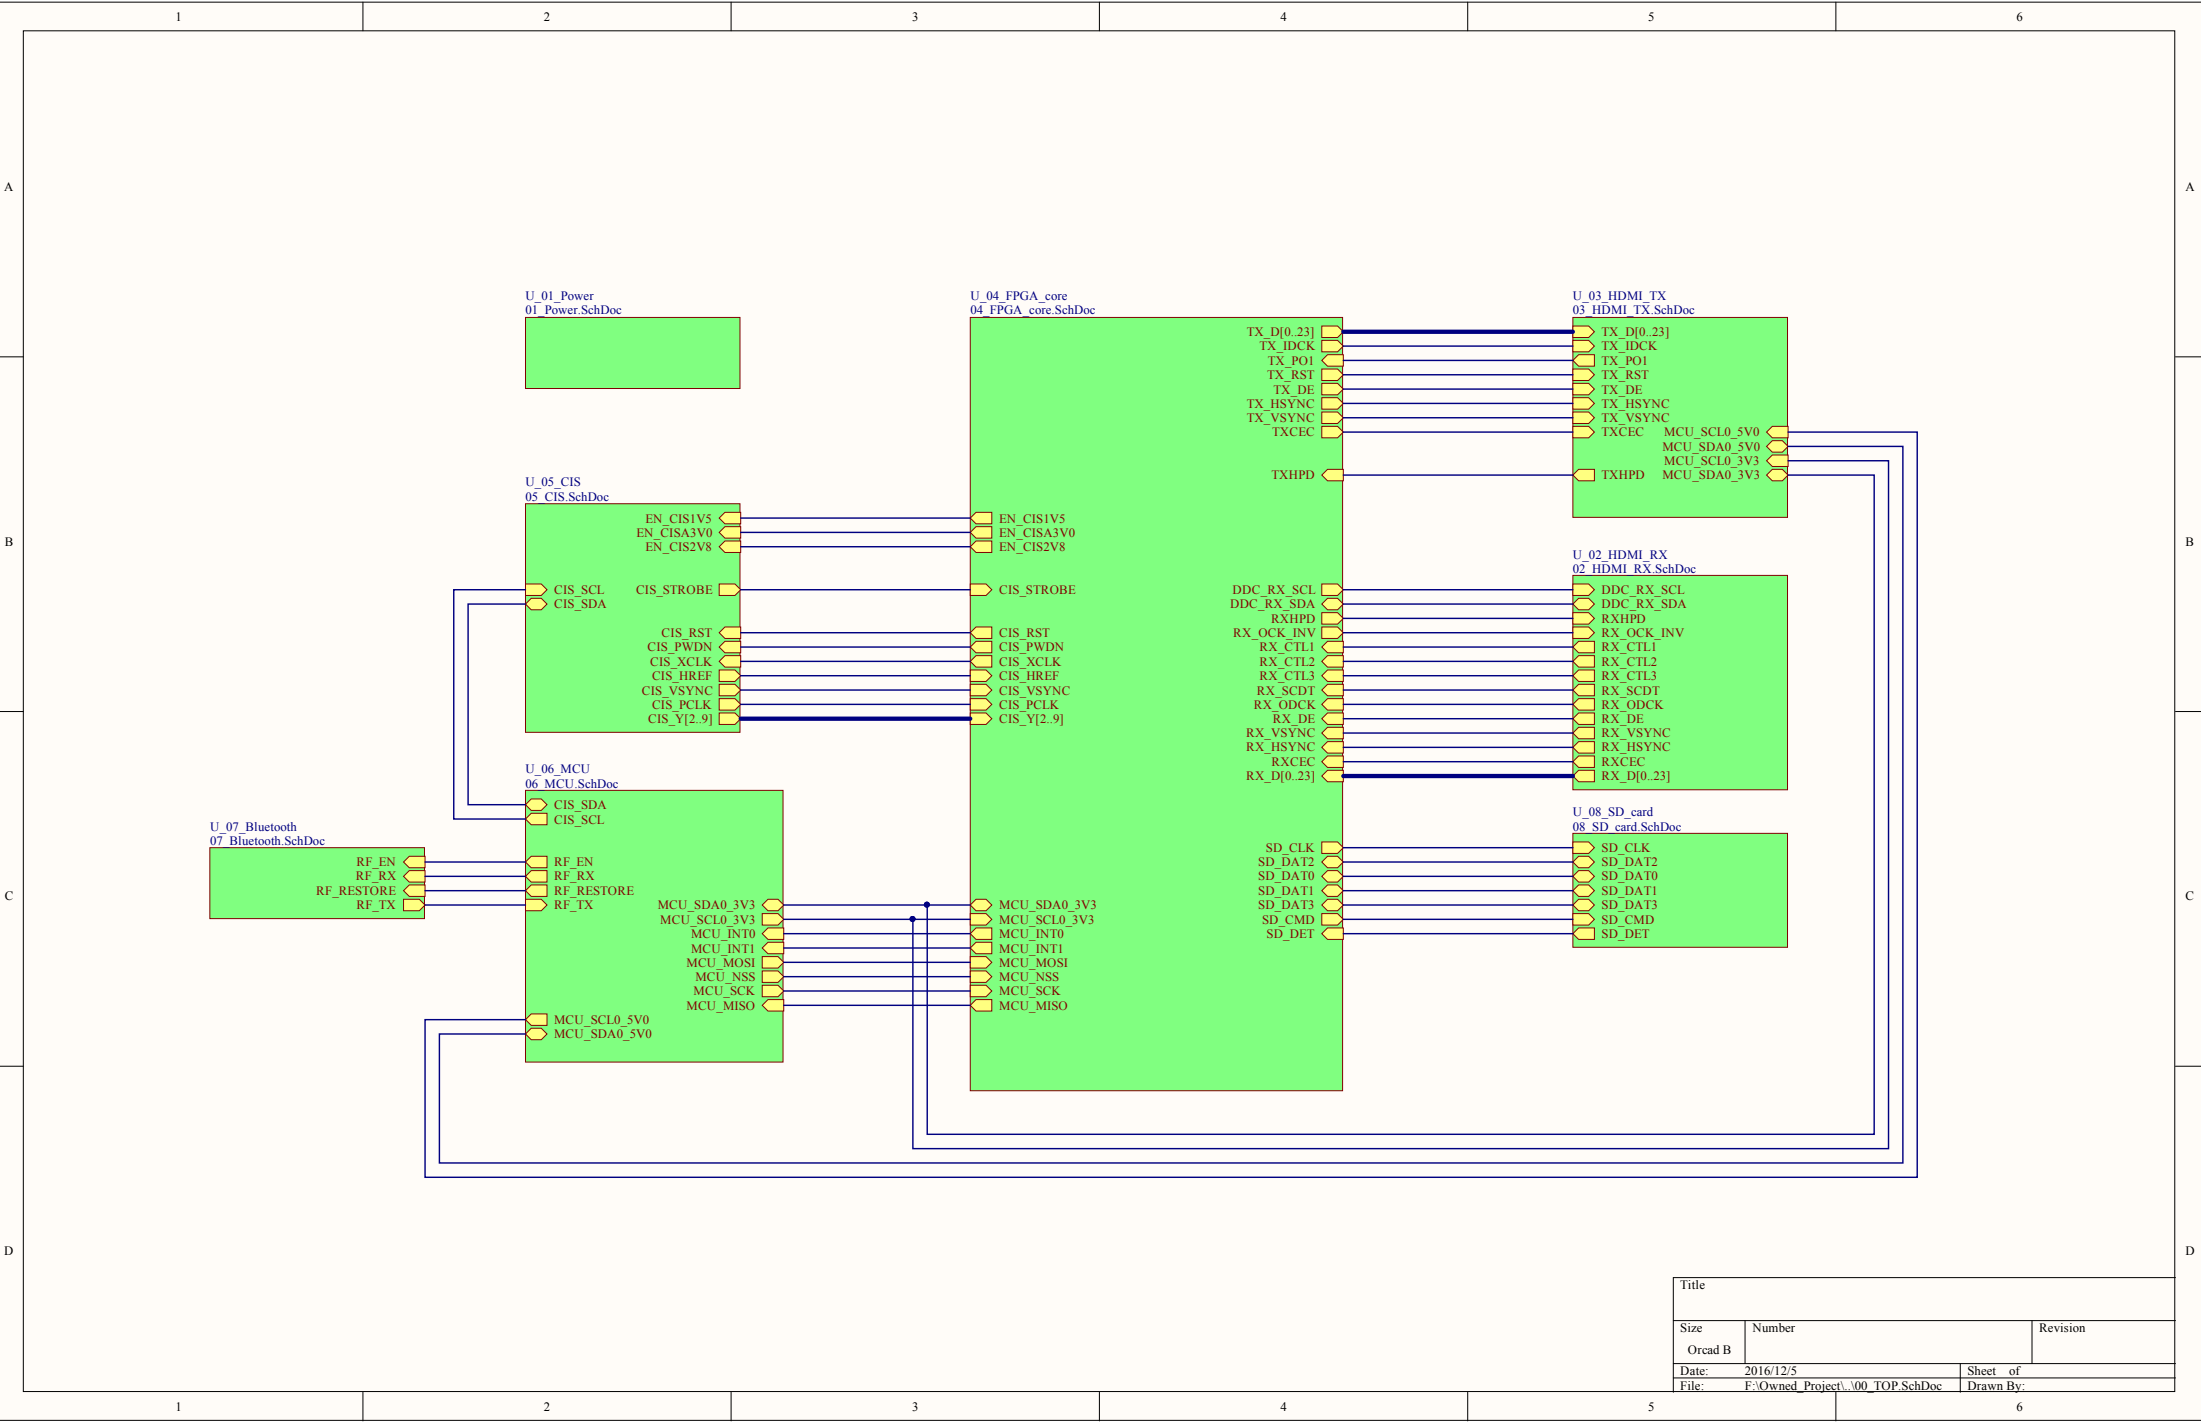 1 2 3 4 5 6
A A
B B
C C
D D
U_01_Power
01_Power.SchDoc
U_05_CIS
05_CIS.SchDoc
EN_CIS1V5
EN_CISA3V0
EN_CIS2V8
CIS_SCL CIS_STROBE
CIS_SDA
CIS_RST
CIS_PWDN
CIS_XCLK
CIS_HREF
CIS_VSYNC
CIS_PCLK
CIS_Y[2..9]
U_06_MCU
06_MCU.SchDoc
CIS_SDA
CIS_SCL
RF_EN
RF_RX
RF_RESTORE
RF_TX
MCU_SDA0_3V3
MCU_SCL0_3V3
MCU_INT0
MCU_INT1
MCU_MOSI
MCU_NSS
MCU_SCK
MCU_MISO
MCU_SCL0_5V0
MCU_SDA0_5V0
U_07_Bluetooth
07_Bluetooth.SchDoc
RF_EN
RF_RX
RF_RESTORE
RF_TX
U_04_FPGA_core
04_FPGA_core.SchDoc
EN_CIS1V5
EN_CISA3V0
EN_CIS2V8
CIS_STROBE
CIS_RST
CIS_PWDN
CIS_XCLK
CIS_HREF
CIS_VSYNC
CIS_PCLK
CIS_Y[2..9]
MCU_SDA0_3V3
MCU_SCL0_3V3
MCU_INT0
MCU_INT1
MCU_MOSI
MCU_NSS
MCU_SCK
MCU_MISO
TX_D[0..23]
TX_IDCK
TX_PO1
TX_RST
TX_DE
TX_HSYNC
TX_VSYNC
TXCEC
TXHPD
DDC_RX_SCL
DDC_RX_SDA
RXHPD
RX_OCK_INV
RX_CTL1
RX_CTL2
RX_CTL3
RX_SCDT
RX_ODCK
RX_DE
RX_VSYNC
RX_HSYNC
RXCEC
RX_D[0..23]
SD_CLK
SD_DAT2
SD_DAT0
SD_DAT1
SD_DAT3
SD_CMD
SD_DET
U_03_HDMI_TX
03_HDMI_TX.SchDoc
TX_D[0..23]
TX_IDCK
TX_PO1
TX_RST
TX_DE
TX_HSYNC
TX_VSYNC
TXCEC MCU_SCL0_5V0
MCU_SDA0_5V0
MCU_SCL0_3V3
TXHPD MCU_SDA0_3V3
U_02_HDMI_RX
02_HDMI_RX.SchDoc
DDC_RX_SCL
DDC_RX_SDA
RXHPD
RX_OCK_INV
RX_CTL1
RX_CTL2
RX_CTL3
RX_SCDT
RX_ODCK
RX_DE
RX_VSYNC
RX_HSYNC
RXCEC
RX_D[0..23]
U_08_SD_card
08_SD_card.SchDoc
SD_CLK
SD_DAT2
SD_DAT0
SD_DAT1
SD_DAT3
SD_CMD
SD_DET
Title
Size Number Revision
Orcad B
Date: 2016/12/5 Sheet of
File: F:\Owned_Project\..\00_TOP.SchDoc Drawn By:
1 2 3 4 5 6